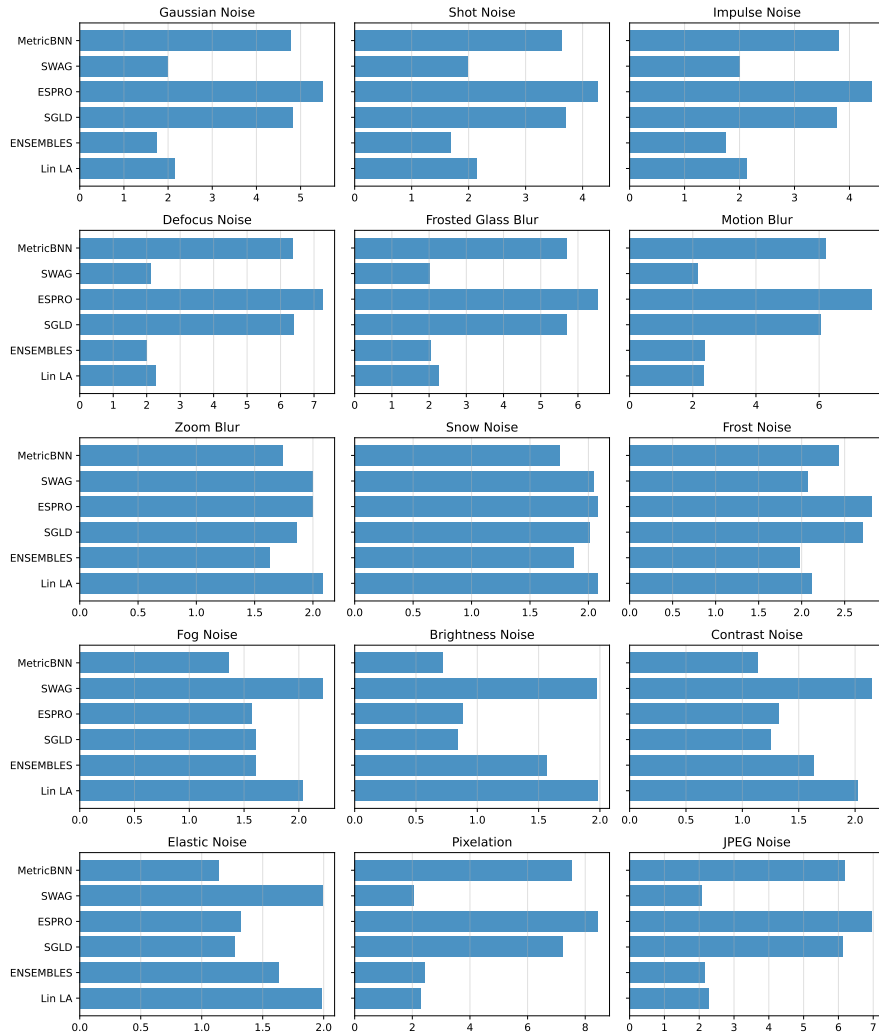 Gaussian Noise Shot Noise Impulse Noise
MetricBNN
SWAG
ESPRO
SGLD
ENSEMBLES
Lin LA
0 1 2 3 4 5 0 1 2 3 4 0 1 2 3 4
Defocus Noise Frosted Glass Blur Motion Blur
MetricBNN
SWAG
ESPRO
SGLD
ENSEMBLES
Lin LA
0 1 2 3 4 5 6 7 0 1 2 3 4 5 6 0 2 4 6
Zoom Blur Snow Noise Frost Noise
MetricBNN
SWAG
ESPRO
SGLD
ENSEMBLES
Lin LA
0.0 0.5 1.0 1.5 2.0 0.0 0.5 1.0 1.5 2.0 0.0 0.5 1.0 1.5 2.0 2.5
Fog Noise Brightness Noise Contrast Noise
MetricBNN
SWAG
ESPRO
SGLD
ENSEMBLES
Lin LA
0.0 0.5 1.0 1.5 2.0 0.0 0.5 1.0 1.5 2.0 0.0 0.5 1.0 1.5 2.0
Elastic Noise Pixelation JPEG Noise
MetricBNN
SWAG
ESPRO
SGLD
ENSEMBLES
Lin LA
0.0 0.5 1.0 1.5 2.0 0 2 4 6 8 0 1 2 3 4 5 6 7